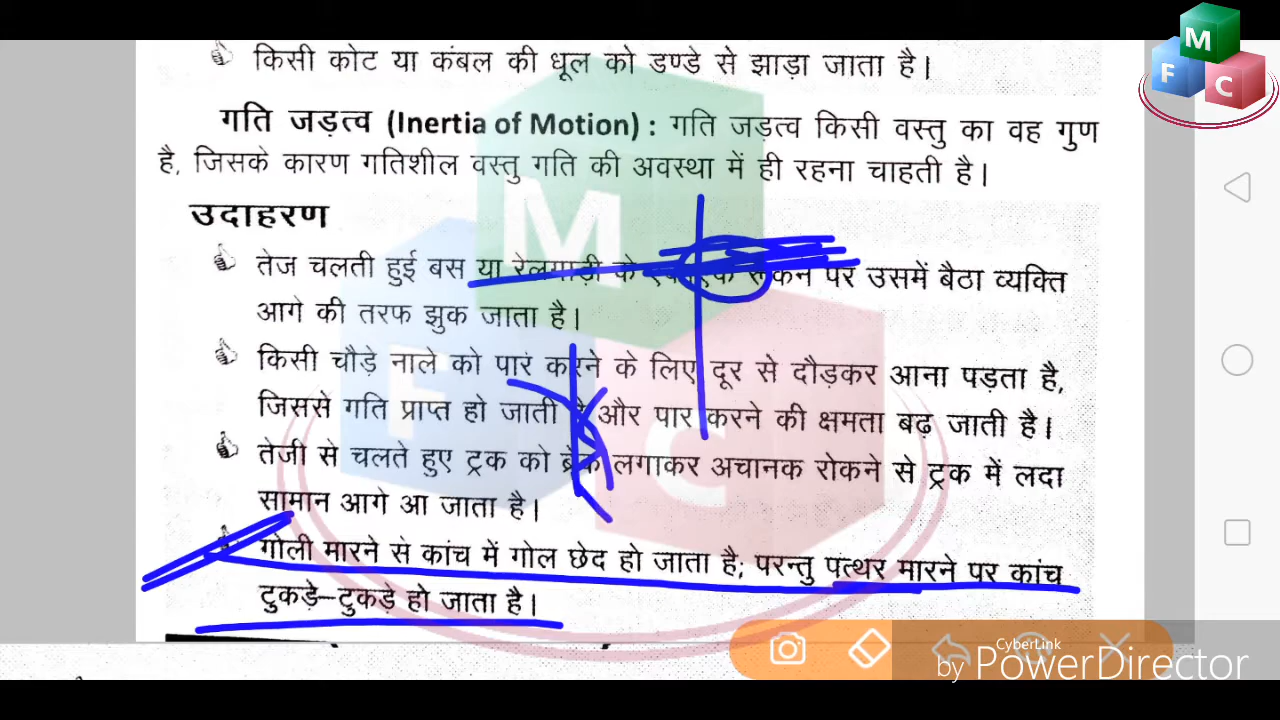 किसी कोट या कंबल की धूल को डण्डे से झाड़ा जाता है।
गति जड़त्व (Inertia of Motion) : गति जड़त्व किसी वस्तु का वह गुण
है, जिसके कारण गतिशील वस्तु गति की अवस्था में ही रहना चाहती है।
उदाहरण
तेज चलती हुई बस या रेलगाड़ी के पर उसमें बैठा व्यक्ति
आगे की तरफ झुक जाता है।
किसी चौड़े नाले को पार करने के लिए दूर से दौड़कर आना पड़ता है,
जिससे गति प्राप्त हो जाती है और पार करने की क्षमता बढ़ जाती है।
तेजी से चलते हुए ट्रक को ब्रेक लगाकर अचानक रोकने से ट्रक में लदा
सामान आगे आ जाता है।
गोली मारने से कांच में गोल छेद हो जाता है; परन्तु पत्थर मारने पर कांच
टुकड़े–टुकड़े हो जाता है।
M
F
C
M
F
C
CyberLink
by PowerDirector